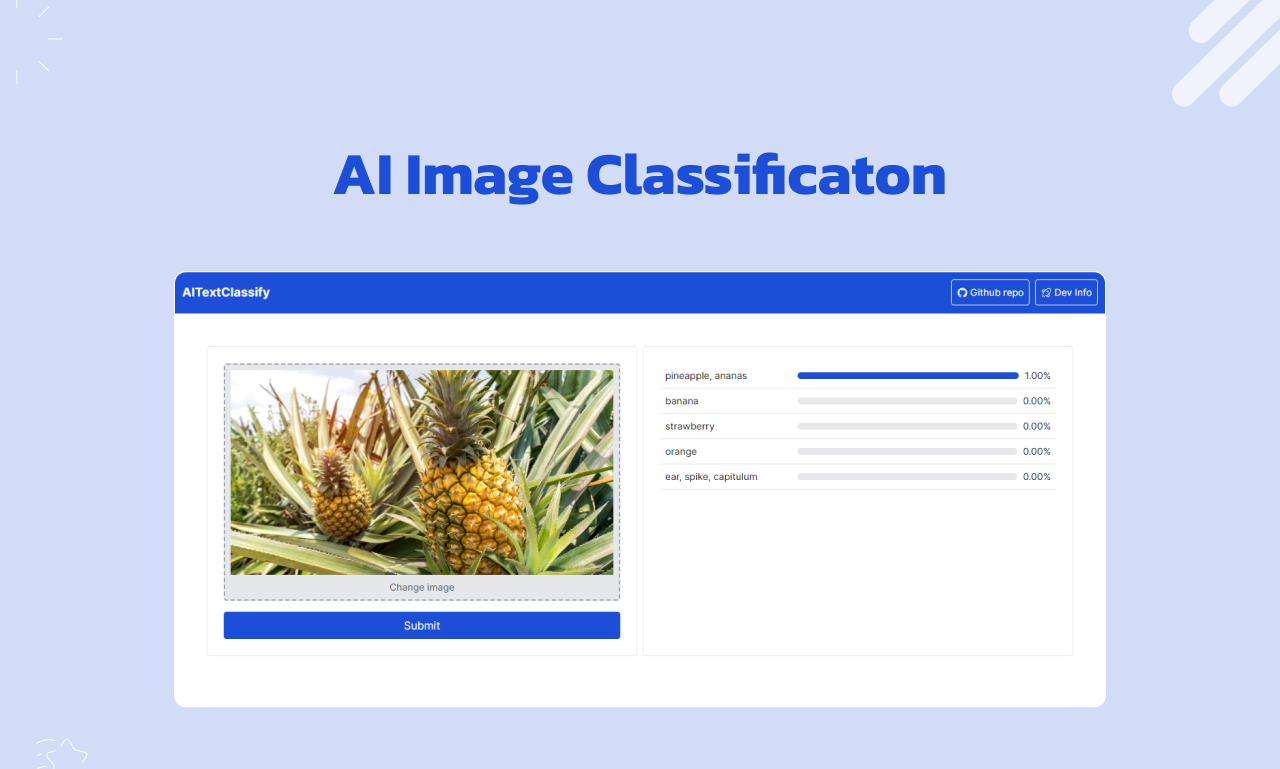 AI Image Classificaton
AITextClassify
Github repo
Dev Info
pineapple, ananas 1.00%
banana 0.00%
strawberry 0.00%
orange 0.00%
ear, spike, capitulum 0.00%
Change image
Submit